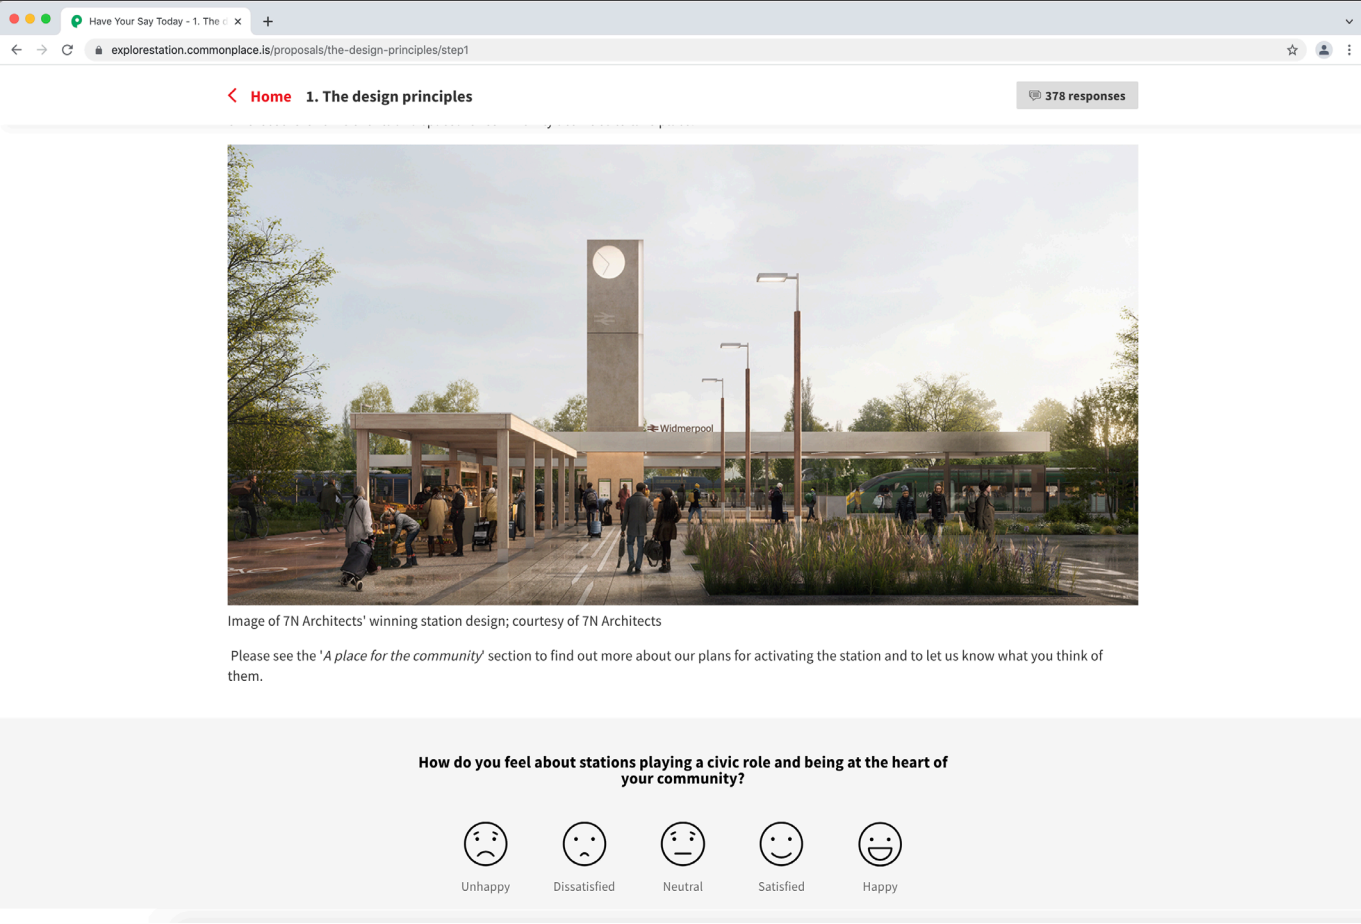 Have Your Say Today - 1. The d
explorestation.commonplace.is/proposals/the-design-principles/step1
Home 1. The design principles
378 responses
Widmerpool
Image of 7N Architects' winning station design; courtesy of 7N Architects
Please see the 'A place for the community' section to find out more about our plans for activating the station and to let us know what you think of
them.
How do you feel about stations playing a civic role and being at the heart of
your community?
Unhappy Dissatisfied Neutral Satisfied Happy